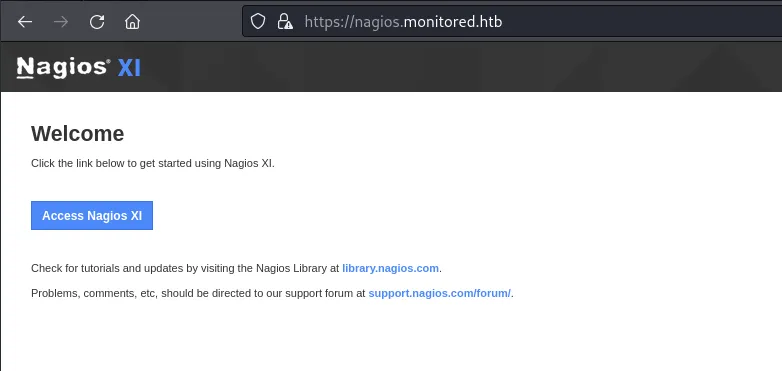 https://nagios.monitored.htb
Nagios® XI
Welcome
Click the link below to get started using Nagios XI.
Access Nagios XI
Check for tutorials and updates by visiting the Nagios Library at library.nagios.com.
Problems, comments, etc, should be directed to our support forum at support.nagios.com/forum/.